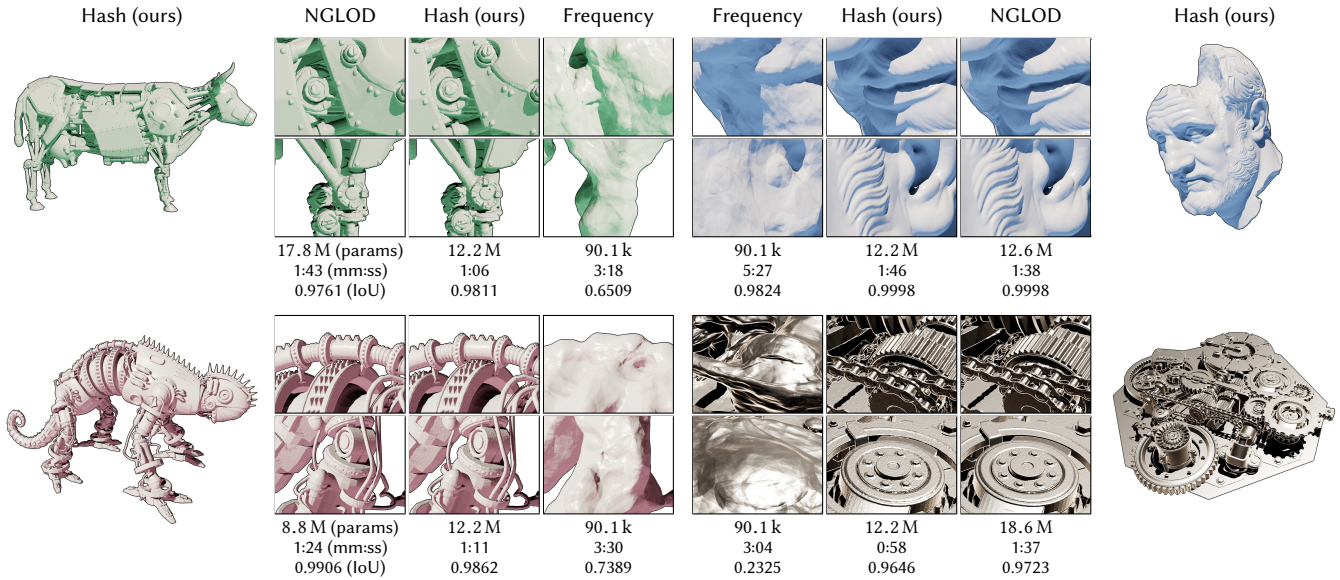 Hash (ours) NGLOD Hash (ours) Frequency Frequency Hash (ours) NGLOD Hash (ours)
17.8 M (params) 12.2 M 90.1 k 90.1 k 12.2 M 12.6 M
1:43 (mm:ss) 1:06 3:18 5:27 1:46 1:38
0.9761 (IoU) 0.9811 0.6509 0.9824 0.9998 0.9998
8.8 M (params) 12.2 M 90.1 k 90.1 k 12.2 M 18.6 M
1:24 (mm:ss) 1:11 3:30 3:04 0:58 1:37
0.9906 (IoU) 0.9862 0.7389 0.2325 0.9646 0.9723